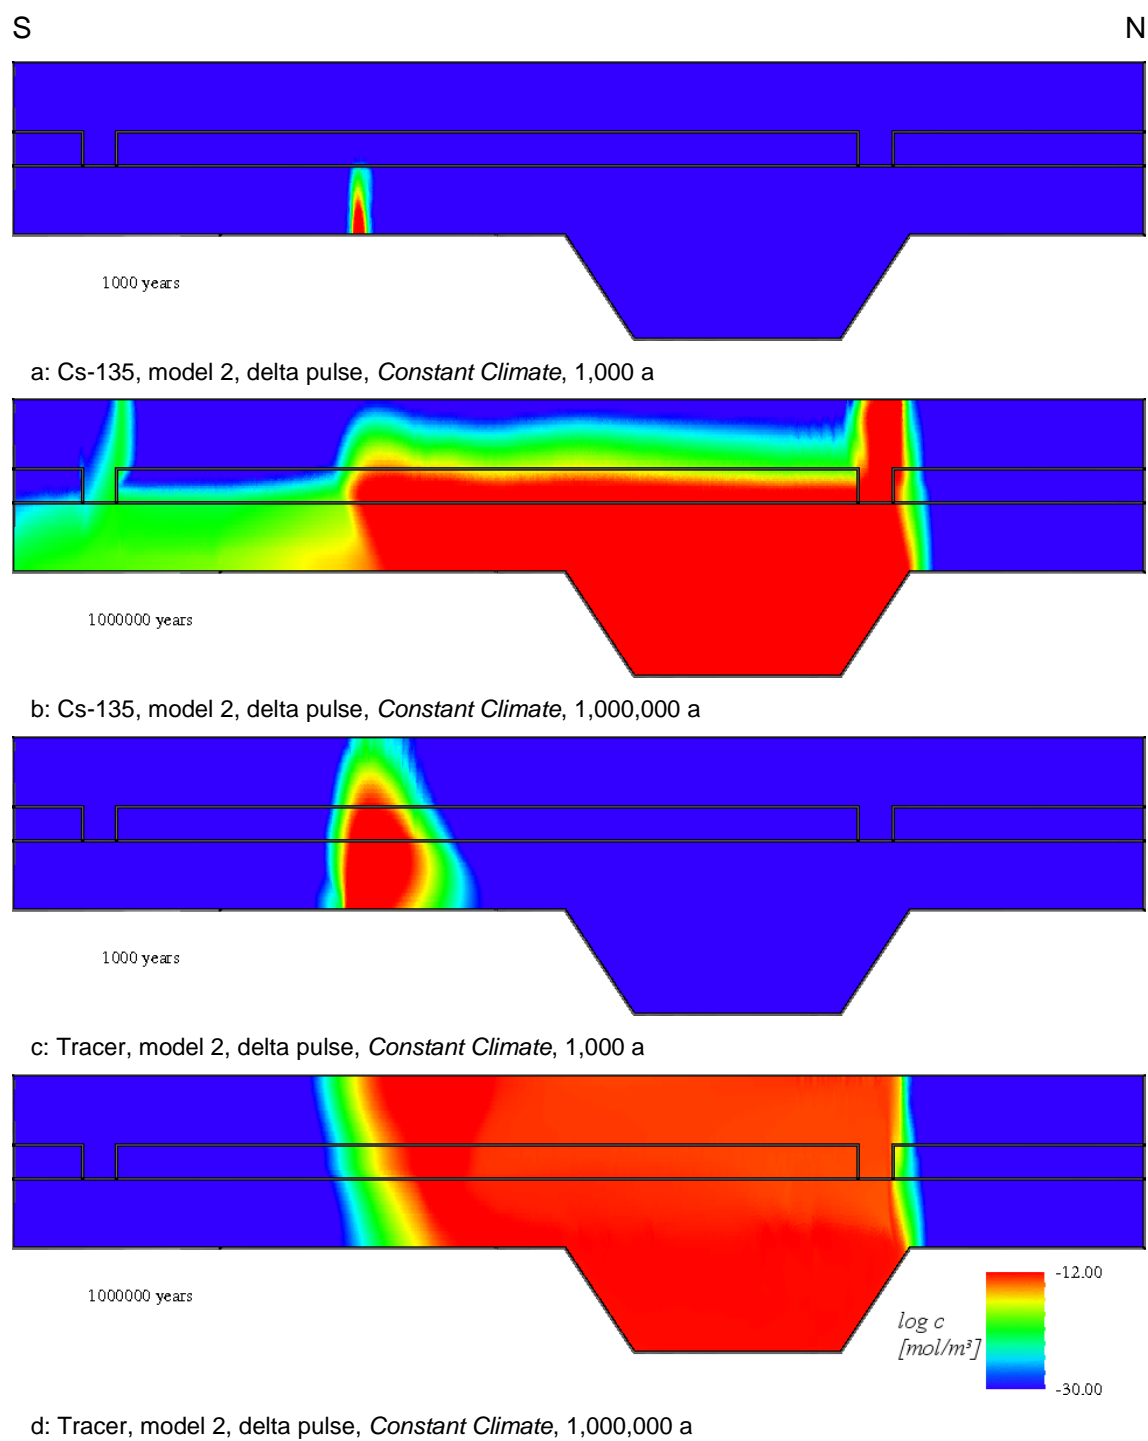 S
N
1000 years
a: Cs-135, model 2, delta pulse, Constant Climate, 1,000 a
1000000 years
b: Cs-135, model 2, delta pulse, Constant Climate, 1,000,000 a
1000 years
c: Tracer, model 2, delta pulse, Constant Climate, 1,000 a
1000000 years
-12.00
log c
[mol/m³]
-30.00
d: Tracer, model 2, delta pulse, Constant Climate, 1,000,000 a